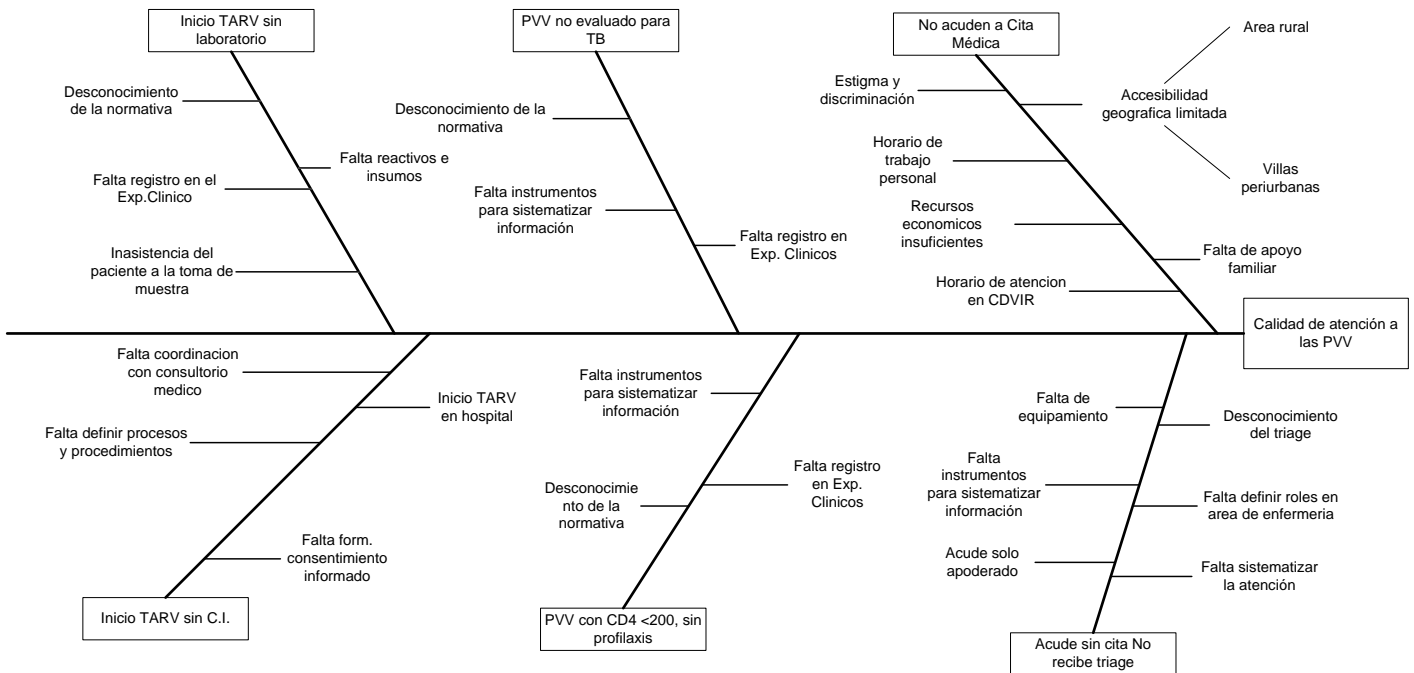 Inicio TARV sin
laboratorio
PVV no evaluado para
TB
No acuden a Cita
Médica
Area rural
Desconocimiento
de la normativa
Desconocimiento de la
normativa
Estigma y
discriminación
Accesibilidad
geografica limitada
Falta reactivos e
insumos
Horario de
trabajo
personal
Villas
periurbanas
Falta registro en el
Exp.Clinico
Falta instrumentos
para sistematizar
información
Recursos
economicos
insuficientes
Falta registro en
Exp. Clinicos
Falta de apoyo
familiar
Inasistencia del
paciente a la toma de
muestra
Horario de atencion
en CDVIR
Calidad de atención a
las PVV
Falta coordinacion
con consultorio
medico
Inicio TARV
en hospital
Falta definir procesos
y procedimientos
Falta form.
consentimiento
informado
Inicio TARV sin C.I.
Falta instrumentos
para sistematizar
información
Falta registro
en Exp.
Clinicos
Desconocimie
nto de la
normativa
PVV con CD4 <200, sin
profilaxis
Falta de
equipamiento
Desconocimiento
del triage
Falta
instrumentos
para sistematizar
información
Falta definir roles en
area de enfermeria
Acude solo
apoderado
Falta sistematizar
la atención
Acude sin cita No
recibe triage